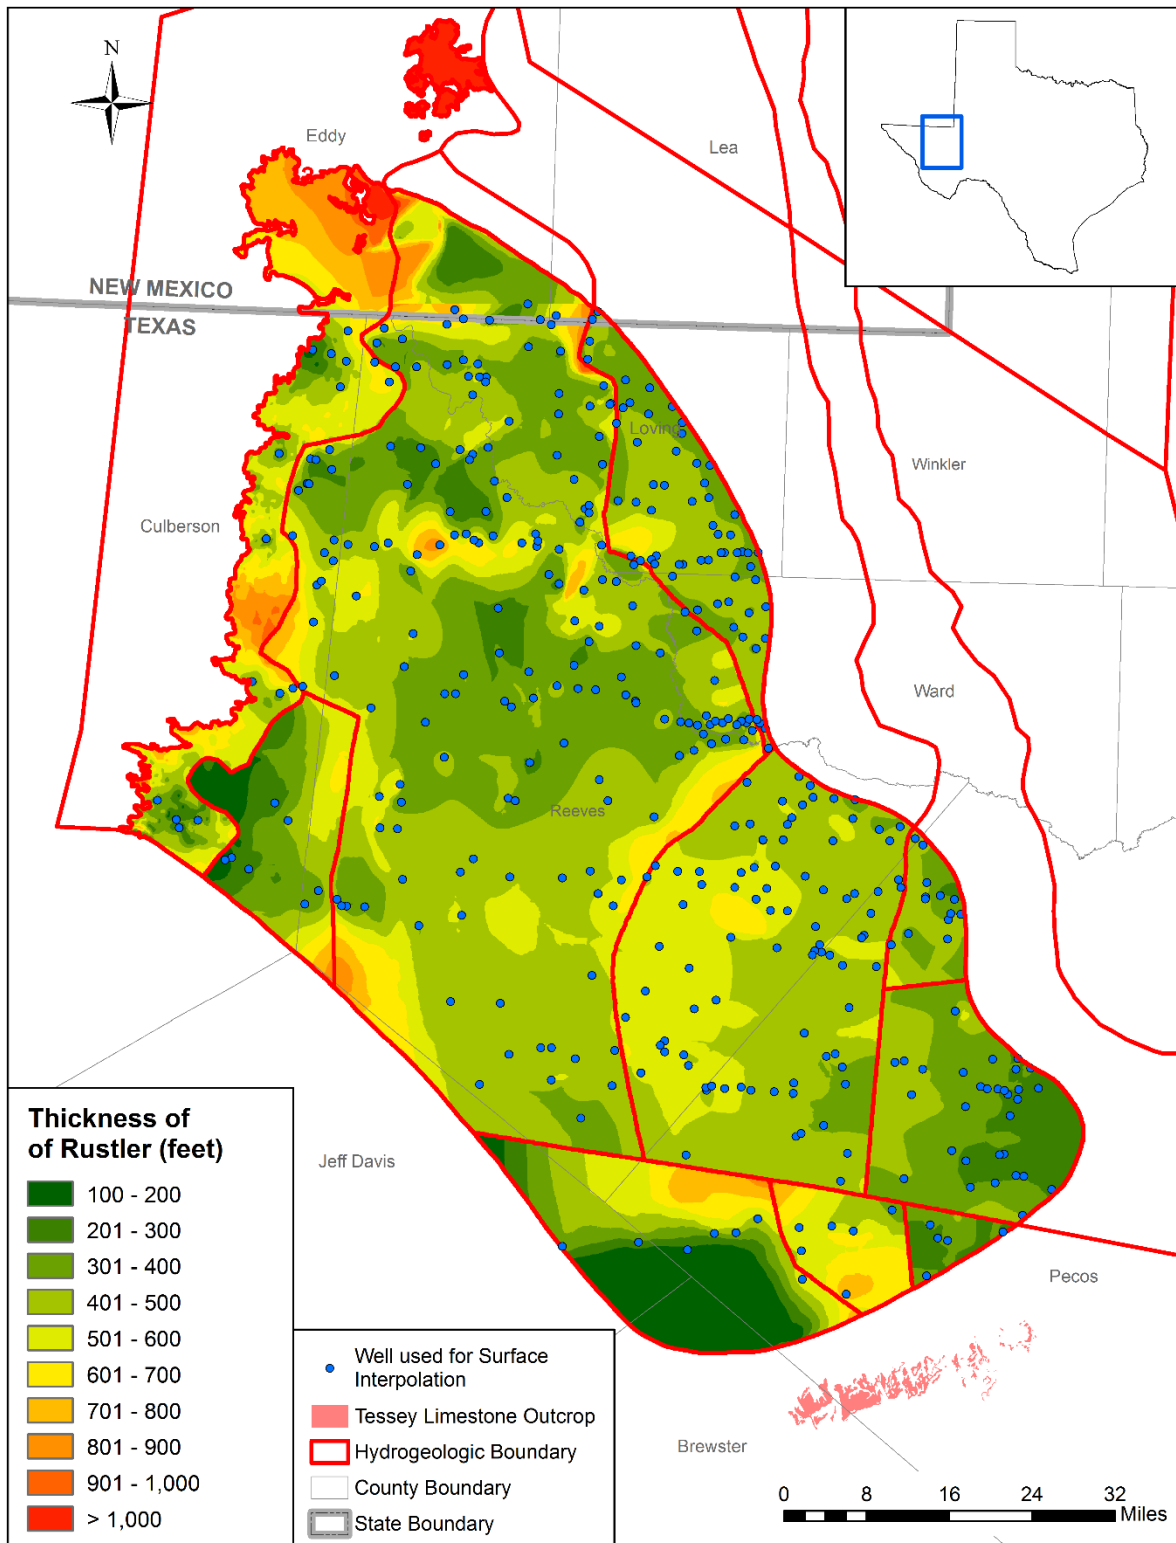 N
Eddy
Lea
NEW MEXICO
TEXAS
Loving
Winkler
Culberson
Ward
Reeves
Jeff Davis
Pecos
Brewster
Thickness of
of Rustler (feet)
100 - 200
201 - 300
301 - 400
401 - 500
501 - 600
601 - 700
701 - 800
801 - 900
901 - 1,000
> 1,000
Well used for Surface
Interpolation
Tessey Limestone Outcrop
Hydrogeologic Boundary
County Boundary
State Boundary
0 8 16 24 32
Miles